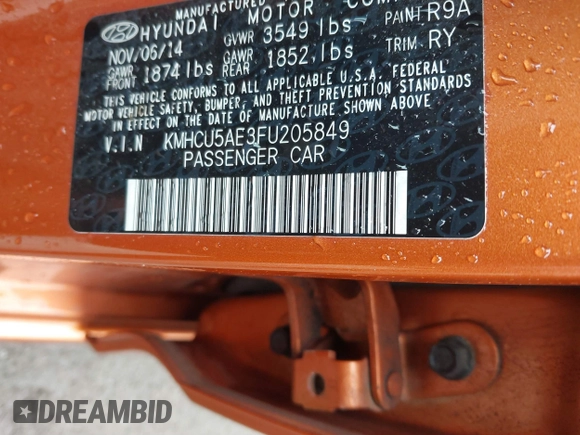 MANUFACTURED
HYUNDAI MOTOR COMP
NOV/06/14 GVWR 3549 lbs PAINT R9A
GAWR FRONT 1874 lbs GAWR REAR 1852 lbs TRIM RY
THIS VEHICLE CONFORMS TO ALL APPLICABLE U.S.A. FEDERAL
MOTOR VEHICLE SAFETY, BUMPER, AND THEFT PREVENTION STANDARDS
IN EFFECT ON THE DATE OF MANUFACTURE SHOWN ABOVE.
V.I.N KMHCU5AE3FU205849
PASSENGER CAR
DREAMBID